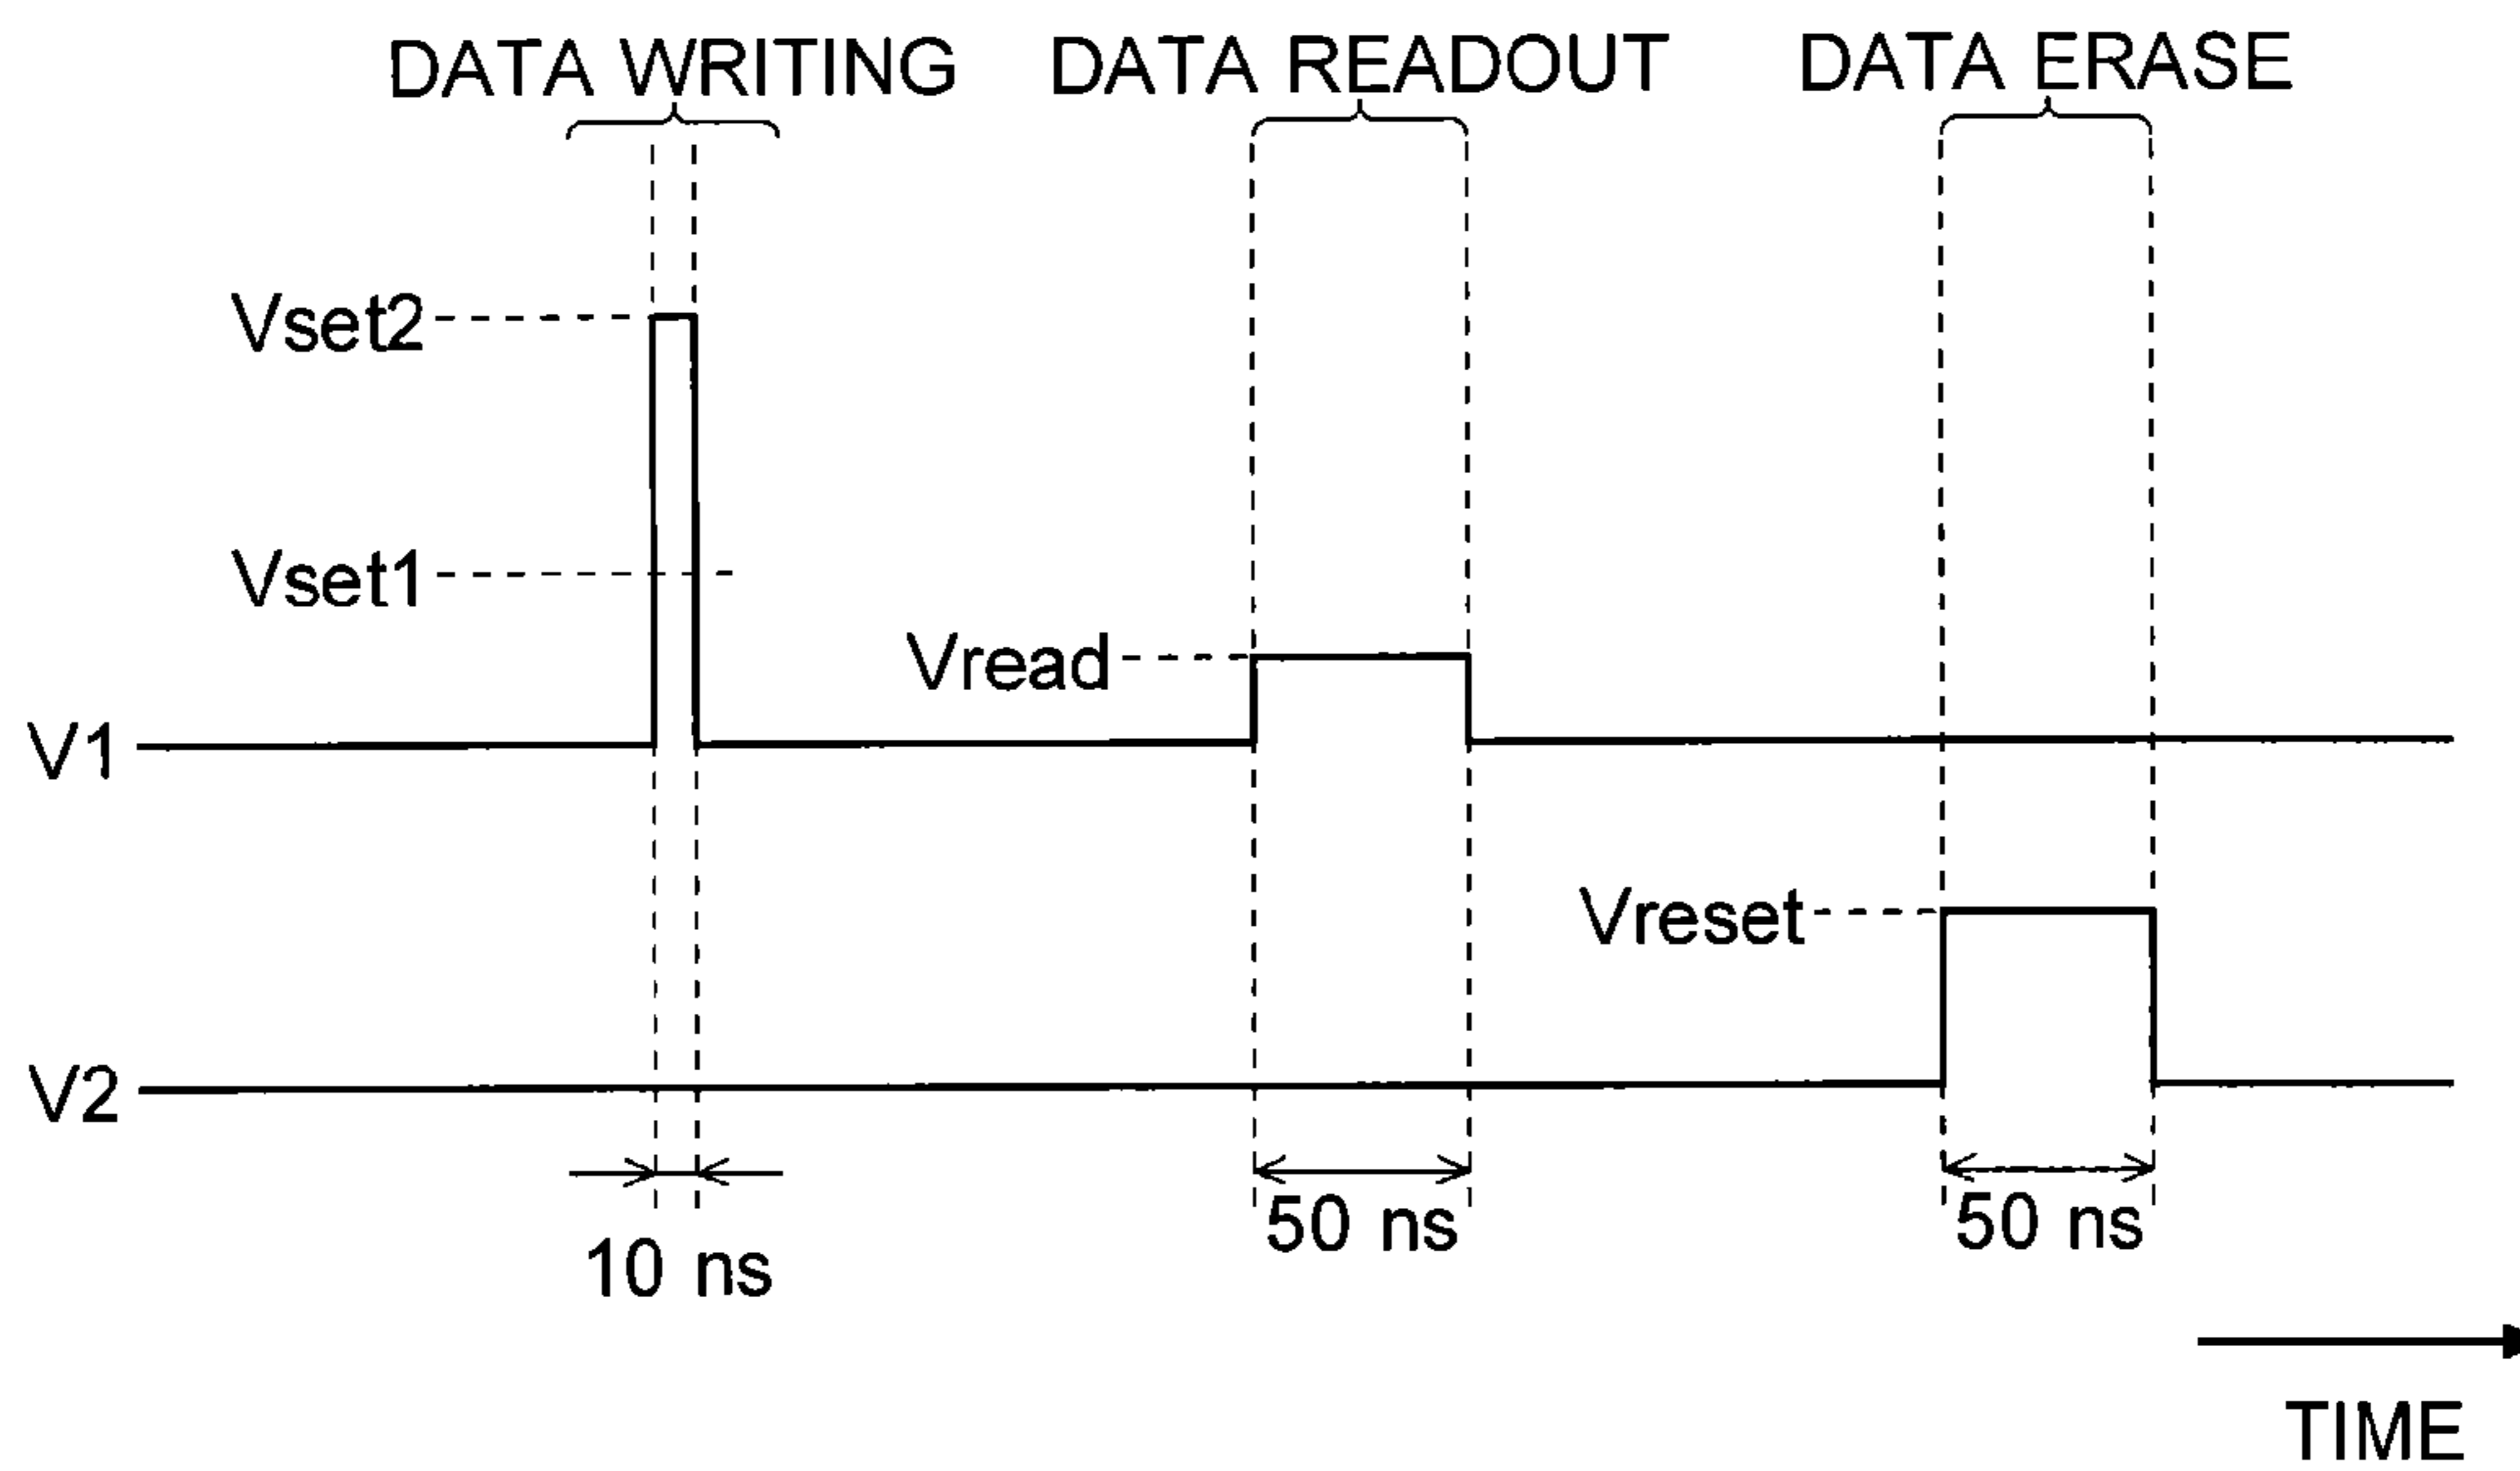 DATA WRITING
DATA READOUT
DATA ERASE
Vset2
Vset1
Vread
V1
Vreset
V2
10 ns
50 ns
50 ns
TIME